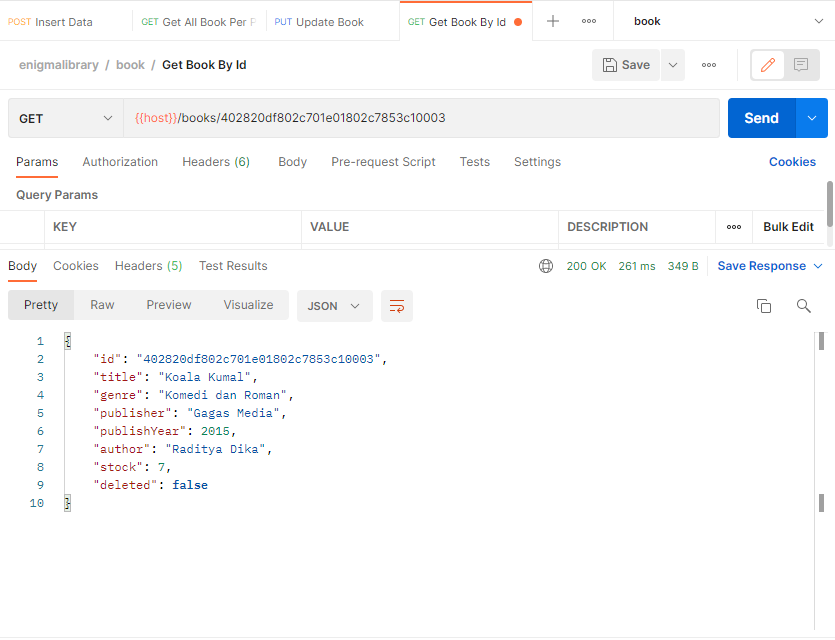 POST Insert Data GET Get All Book Per P PUT Update Book GET Get Book By Id book
enigmalibrary / book / Get Book By Id Save
GET {{host}}/books/402820df802c701e01802c7853c10003 Send
Params Authorization Headers (6) Body Pre-request Script Tests Settings Cookies
Query Params
KEY VALUE DESCRIPTION Bulk Edit
Body Cookies Headers (5) Test Results 200 OK 261 ms 349 B Save Response
Pretty Raw Preview Visualize JSON
1 {
2 "id": "402820df802c701e01802c7853c10003",
3 "title": "Koala Kumal",
4 "genre": "Komedi dan Roman",
5 "publisher": "Gagas Media",
6 "publishYear": 2015,
7 "author": "Raditya Dika",
8 "stock": 7,
9 "deleted": false
10 }